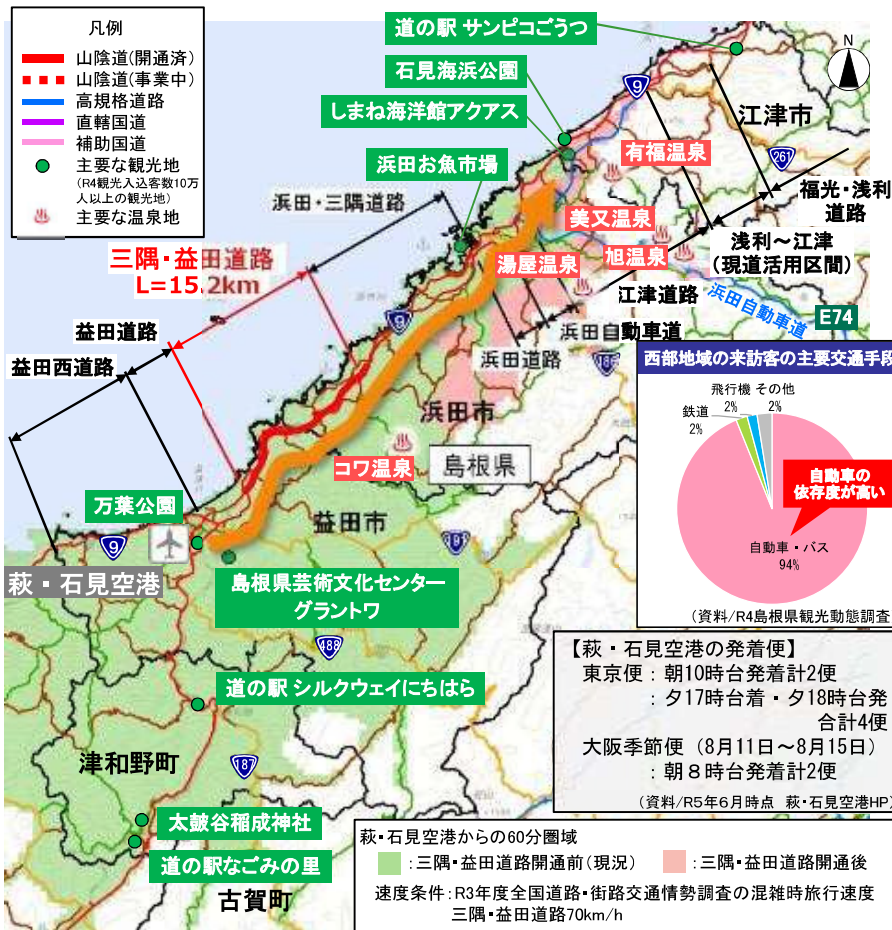 凡例
山陰道(開通済)
山陰道(事業中)
高規格道路
直轄国道
補助国道
主要な観光地
(R4観光入込客数10万
人以上の観光地)
主要な温泉地
道の駅 サンピコごうつ
石見海浜公園
しまね海洋館アクアス
浜田お魚市場
N
9
江津市
261
有福温泉
福光・浅利
道路
美又温泉
旭温泉
浅利～江津
(現道活用区間)
湯屋温泉
江津道路
浜田自動車道
浜田自動車道
E74
浜田道路
186
浜田・三隅道路
三隅・益田道路
L=15.2km
9
益田道路
益田西道路
浜田市
コワ温泉
島根県
益田市
191
万葉公園
9
萩・石見空港
島根県芸術文化センター
グラントワ
488
道の駅 シルクウェイにちはら
187
津和野町
太皷谷稲成神社
道の駅なごみの里
古賀町
西部地域の来訪客の主要交通手段
飛行機
2%
その他
2%
鉄道
2%
自動車の
依存度が高い
自動車・バス
94%
(資料/R4島根県観光動態調査
【萩・石見空港の発着便】
東京便：朝10時台発着計2便
：夕17時台着・夕18時台発
合計4便
大阪季節便（8月11日～8月15日）
：朝８時台発着計2便
(資料/R5年6月時点 萩・石見空港HP)
萩・石見空港からの60分圏域
：三隅・益田道路開通前(現況)
：三隅・益田道路開通後
速度条件：R3年度全国道路・街路交通情勢調査の混雑時旅行速度
三隅・益田道路70km/h